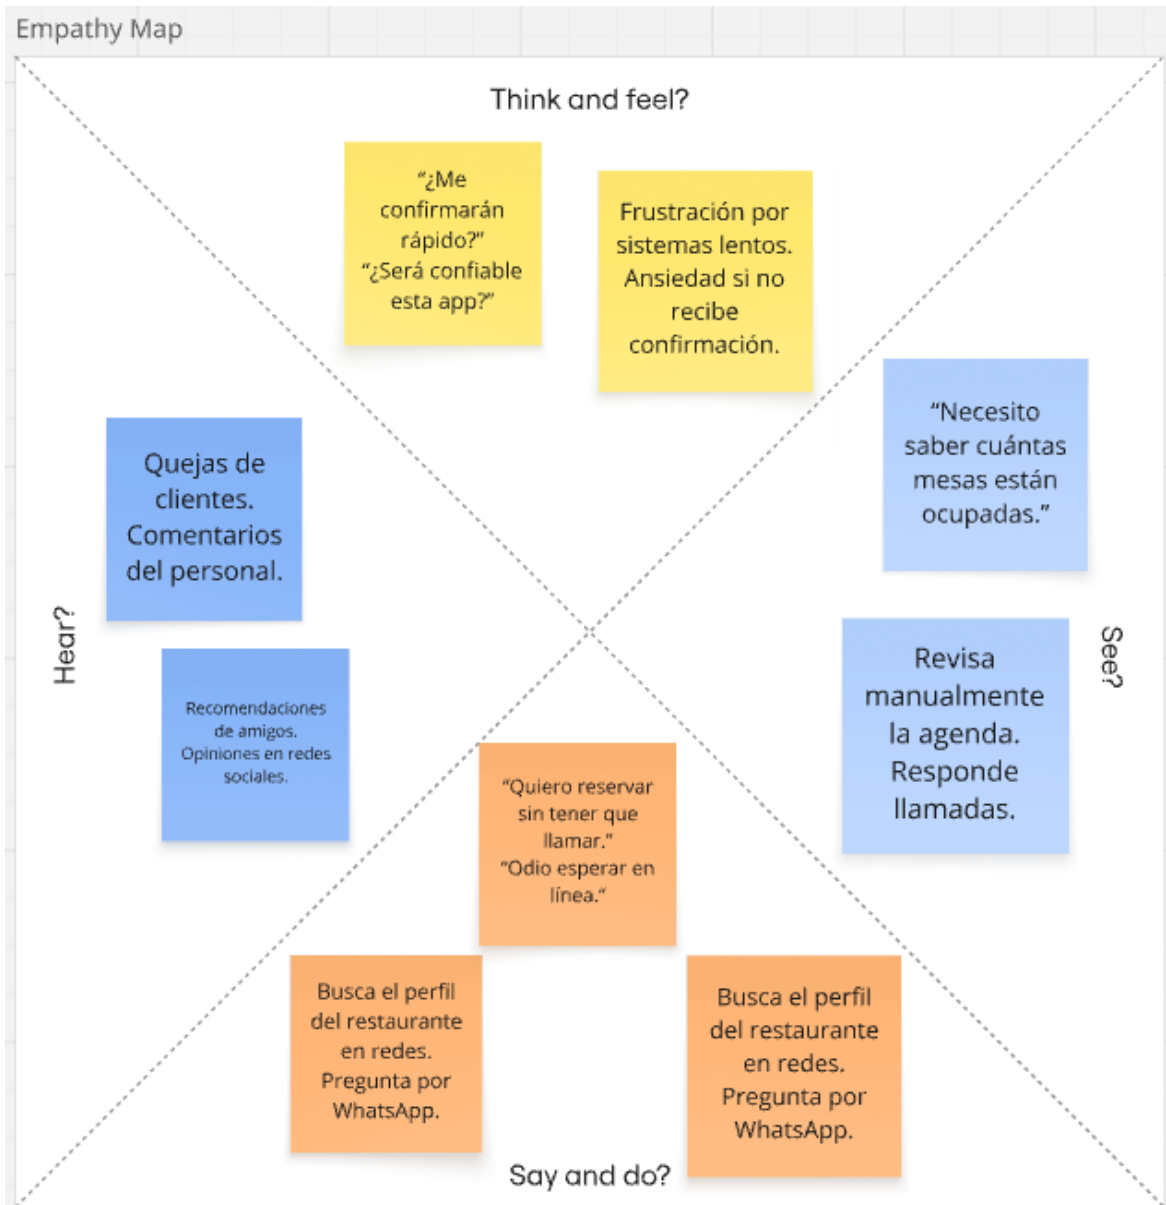 Empathy Map
Think and feel?
“¿Me
confirmarán
rápido?”
“¿Será confiable
esta app?”
Frustración por
sistemas lentos.
Ansiedad si no
recibe
confirmación.
Hear?
Quejas de
clientes.
Comentarios
del personal.
Recomendaciones
de amigos.
Opiniones en redes
sociales.
See?
“Necesito
saber cuántas
mesas están
ocupadas.”
Revisa
manualmente
la agenda.
Responde
llamadas.
“Quiero reservar
sin tener que
llamar.”
“Odio esperar en
línea.”
Busca el perfil
del restaurante
en redes.
Pregunta por
WhatsApp.
Busca el perfil
del restaurante
en redes.
Pregunta por
WhatsApp.
Say and do?